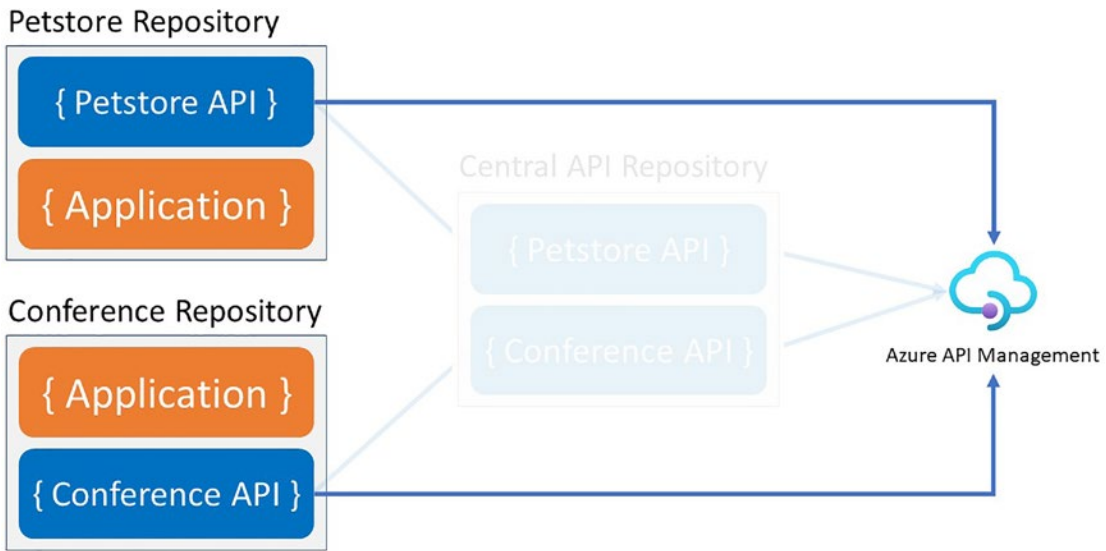 Petstore Repository
{ Petstore API }
{ Application }
Central API Repository
{ Petstore API }
{ Conference API }
Conference Repository
{ Application }
{ Conference API }
Azure API Management